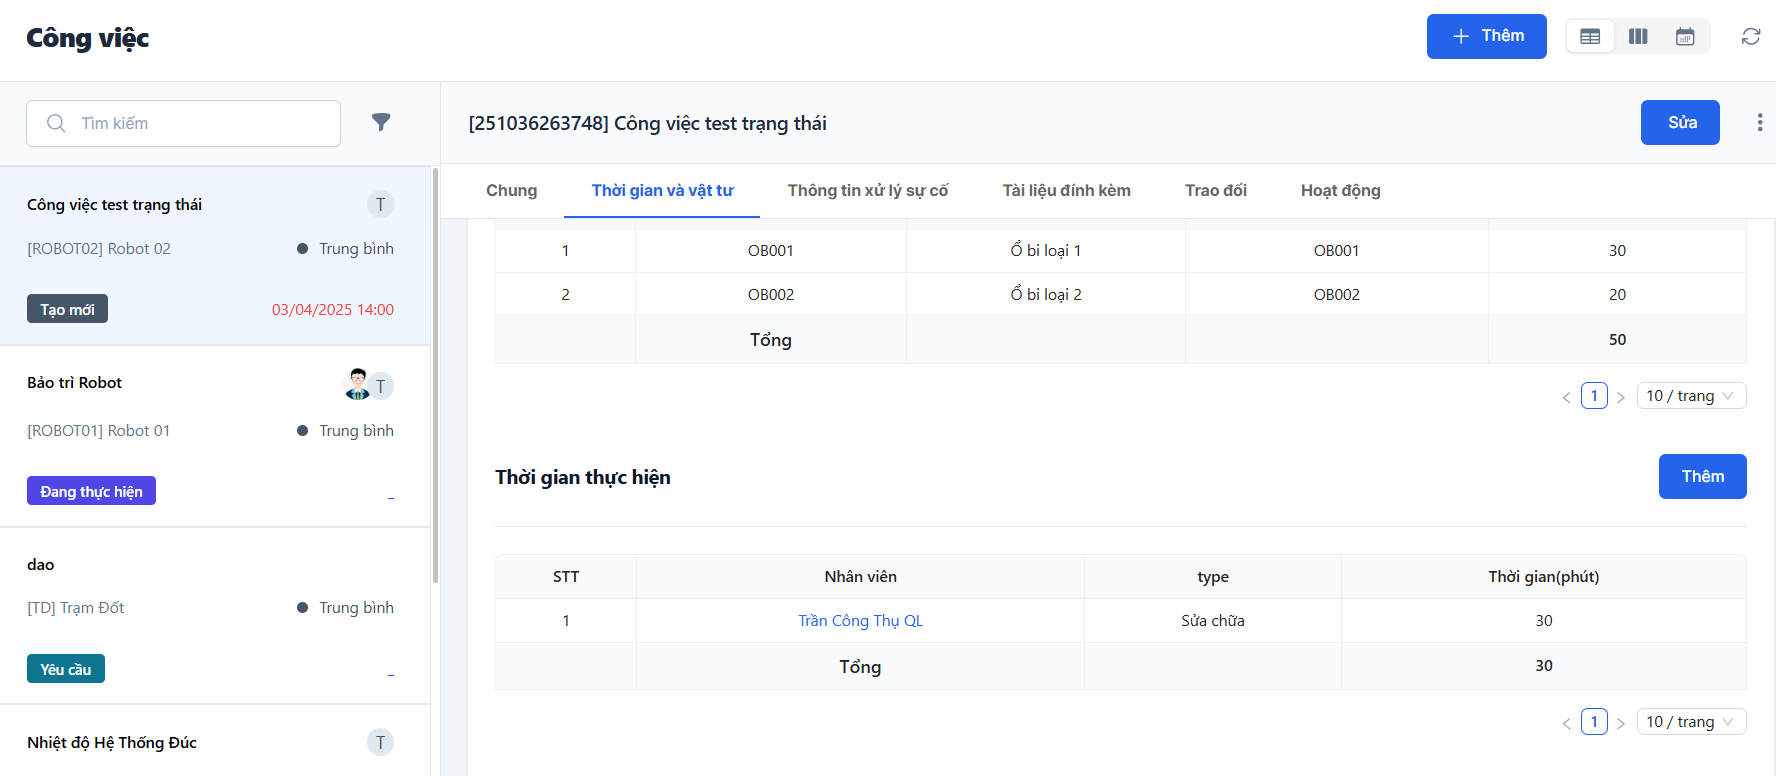 Công việc
Thêm
Tìm kiếm
[251036263748] Công việc test trạng thái
Sửa
Chung
Thời gian và vật tư
Thông tin xử lý sự cố
Tài liệu đính kèm
Trao đổi
Hoạt động
Công việc test trạng thái
T
[ROBOT02] Robot 02
Trung bình
Tạo mới
03/04/2025 14:00
Bảo trì Robot
T
[ROBOT01] Robot 01
Trung bình
Đang thực hiện
_
dao
[TD] Trạm Đốt
Trung bình
Yêu cầu
_
Nhiệt độ Hệ Thống Đúc
T
1 OB001 Ổ bi loại 1 OB001 30
2 OB002 Ổ bi loại 2 OB002 20
Tổng 50
< 1 > 10 / trang
Thời gian thực hiện
Thêm
STT Nhân viên type Thời gian(phút)
1 Trần Công Thụ QL Sửa chữa 30
Tổng 30
< 1 > 10 / trang